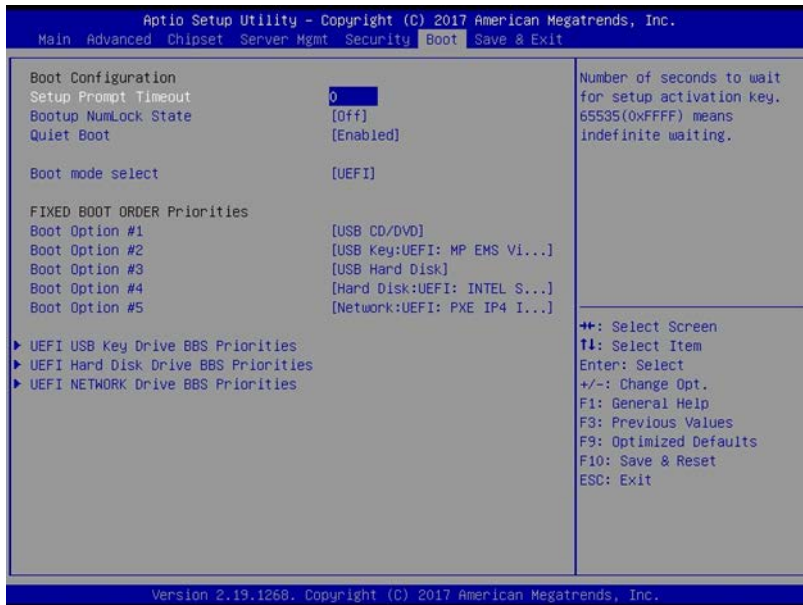 Aptio Setup Utility – Copyright (C) 2017 American Megatrends, Inc.
Main Advanced Chipset Server Mgmt Security Boot Save & Exit
Boot Configuration
Setup Prompt Timeout 0
Bootup NumLock State [Off]
Quiet Boot [Enabled]
Boot mode select [UEFI]
FIXED BOOT ORDER Priorities
Boot Option #1 [USB CD/DVD]
Boot Option #2 [USB Key:UEFI: MP EMS Vi...]
Boot Option #3 [USB Hard Disk]
Boot Option #4 [Hard Disk:UEFI: INTEL S...]
Boot Option #5 [Network:UEFI: PXE IP4 I...]
UEFI USB Key Drive BBS Priorities
UEFI Hard Disk Drive BBS Priorities
UEFI NETWORK Drive BBS Priorities
Number of seconds to wait
for setup activation key.
65535(0xFFFF) means
indefinite waiting.
→←: Select Screen
↑↓: Select Item
Enter: Select
+/-: Change Opt.
F1: General Help
F3: Previous Values
F9: Optimized Defaults
F10: Save & Reset
ESC: Exit
Version 2.19.1268. Copyright (C) 2017 American Megatrends, Inc.